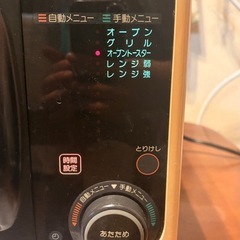 自動メニュー 手動メニュー
オーブン
グリル
オーブントースター
レンジ弱
レンジ強
とりけし
時間
設定
自動メニュー▼手動メニュー
あたため